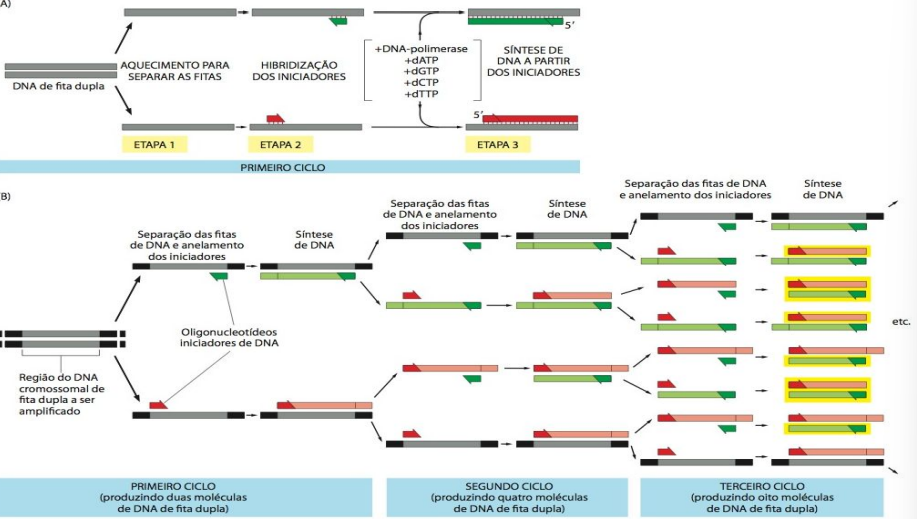 A)
5′
DNA de fita dupla
AQUECIMENTO PARA
SEPARAR AS FITAS
HIBRIDIZAÇÃO
DOS INICIADORES
+DNA-polimerase
+dATP
+dGTP
+dCTP
+dTTP
SÍNTESE DE
DNA A PARTIR
DOS INICIADORES
5′
ETAPA 1
ETAPA 2
ETAPA 3
PRIMEIRO CICLO
B)
Separação das fitas
de DNA e anelamento
dos iniciadores
Síntese
de DNA
Separação das fitas
de DNA e anelamento
dos iniciadores
Síntese
de DNA
Separação das fitas de DNA
e anelamento dos iniciadores
Síntese
de DNA
Oligonucleotídeos
iniciadores de DNA
Região do DNA
cromossomal de
fita dupla a ser
amplificado
etc.
PRIMEIRO CICLO
(produzindo duas moléculas
de DNA de fita dupla)
SEGUNDO CICLO
(produzindo quatro moléculas
de DNA de fita dupla)
TERCEIRO CICLO
(produzindo oito moléculas
de DNA de fita dupla)